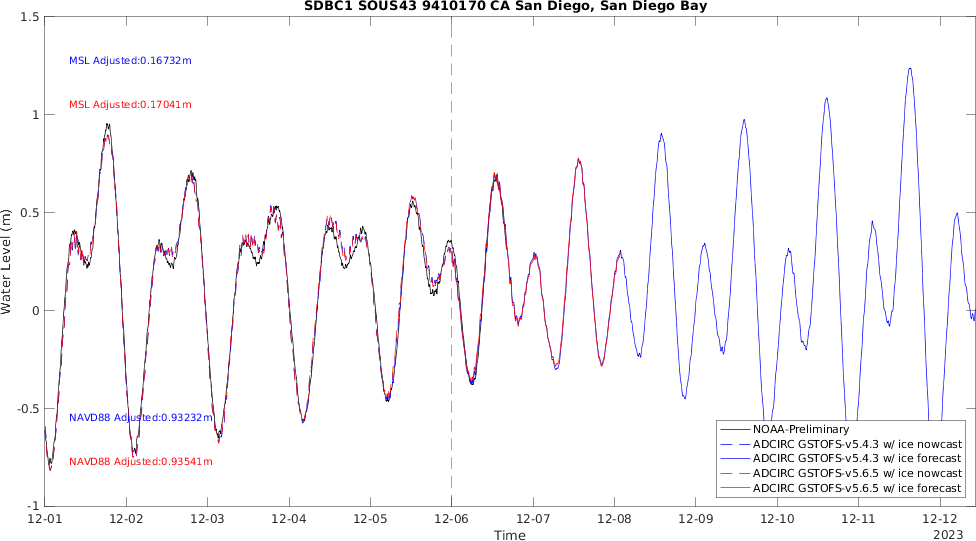 SDBC1 SOUS43 9410170 CA San Diego, San Diego Bay
1.5
MSL Adjusted:0.16732m
MSL Adjusted:0.17041m
1
0.5
Water Level (m)
0
-0.5
NAVD88 Adjusted:0.93232m
NAVD88 Adjusted:0.93541m
NOAA-Preliminary
ADCIRC GSTOFS-v5.4.3 w/ ice nowcast
ADCIRC GSTOFS-v5.4.3 w/ ice forecast
ADCIRC GSTOFS-v5.6.5 w/ ice nowcast
ADCIRC GSTOFS-v5.6.5 w/ ice forecast
-1
12-01 12-02 12-03 12-04 12-05 12-06 12-07 12-08 12-09 12-10 12-11 12-12
Time
2023